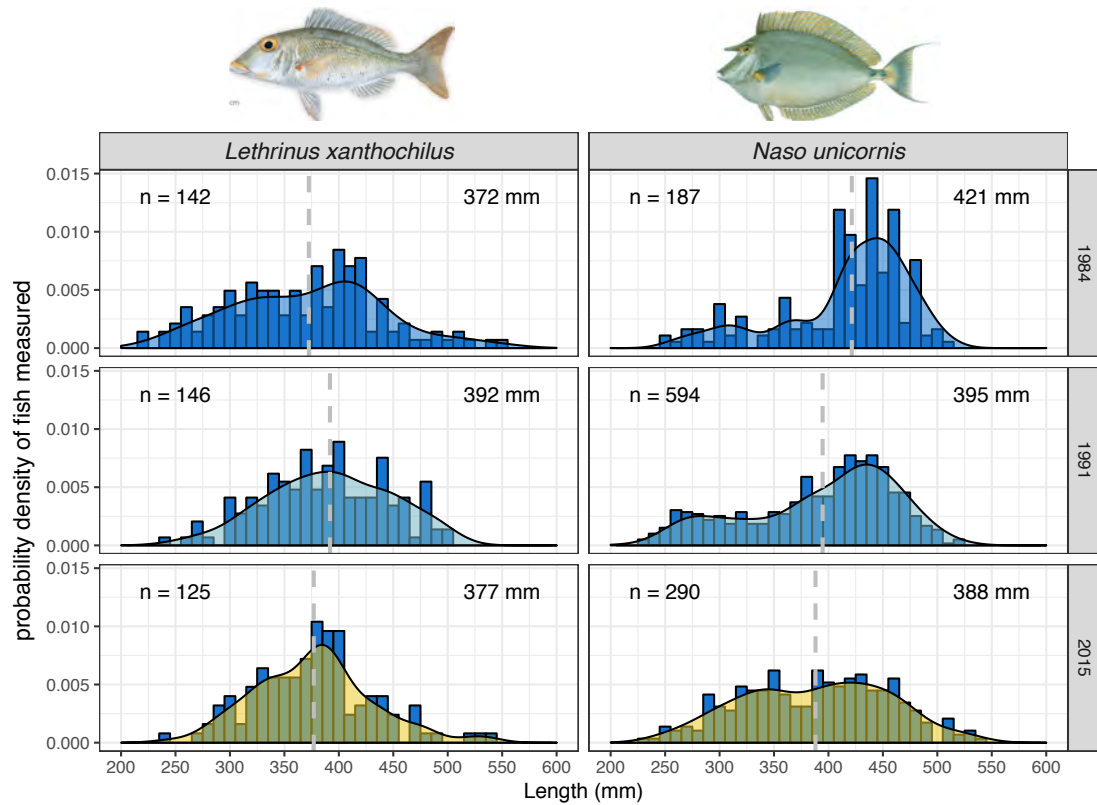 cm
Lethrinus xanthochilus
Naso unicornis
probability density of fish measured
0.015
0.010
0.005
0.000
n = 142
372 mm
n = 187
421 mm
1984
0.015
0.010
0.005
0.000
n = 146
392 mm
n = 594
395 mm
1991
0.015
0.010
0.005
0.000
n = 125
377 mm
n = 290
388 mm
2015
200 250 300 350 400 450 500 550 600 200 250 300 350 400 450 500 550 600
Length (mm)